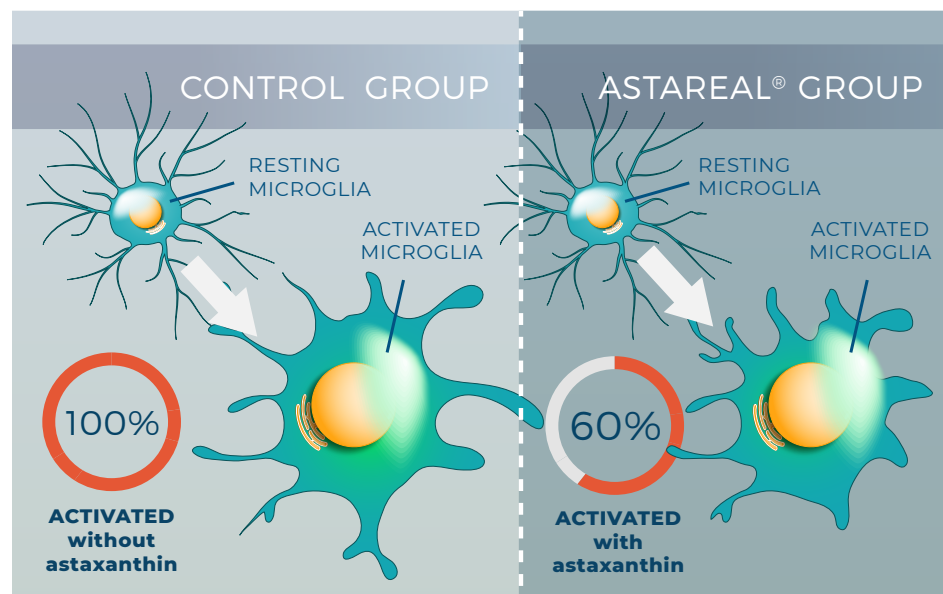 CONTROL GROUP
RESTING
MICROGLIA
ACTIVATED
MICROGLIA
100%
ACTIVATED
without
astaxanthin
ASTAREAL® GROUP
RESTING
MICROGLIA
ACTIVATED
MICROGLIA
60%
ACTIVATED
with
astaxanthin